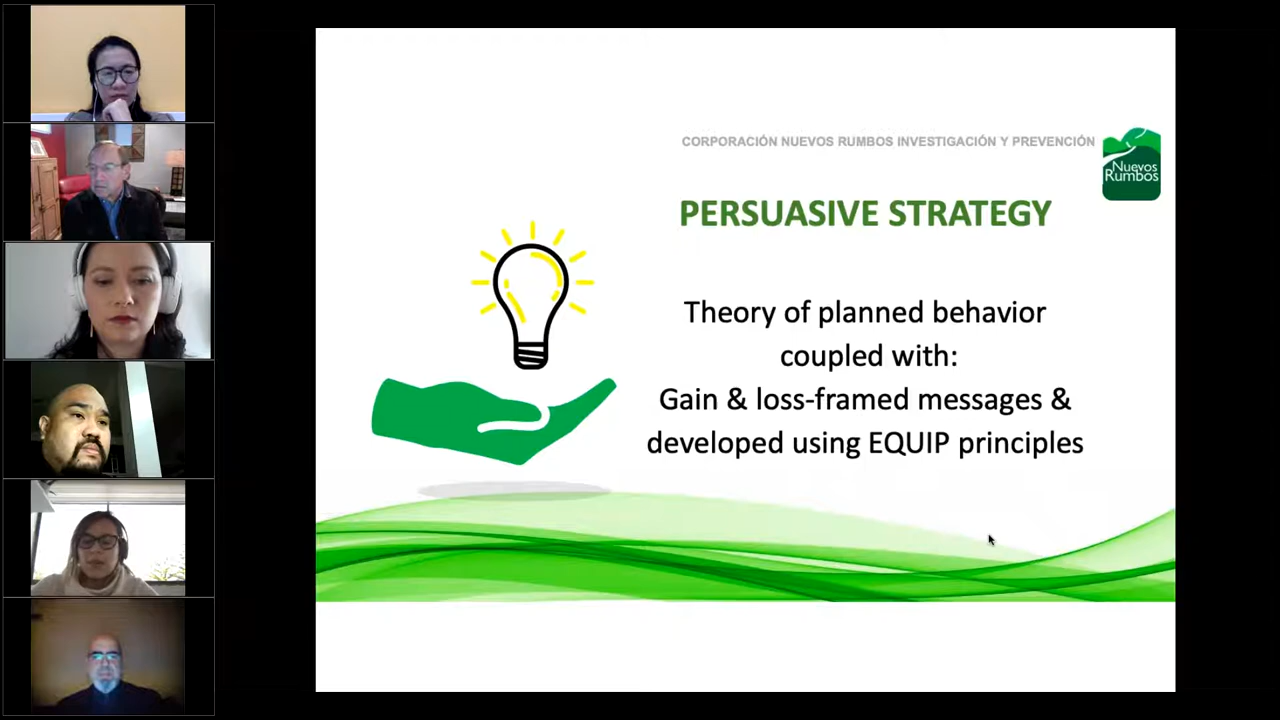 CORPORACIÓN NUEVOS RUMBOS INVESTIGACIÓN Y PREVENCIÓN
Nuevos
Rumbos
PERSUASIVE STRATEGY
Theory of planned behavior
coupled with:
Gain & loss-framed messages &
developed using EQUIP principles